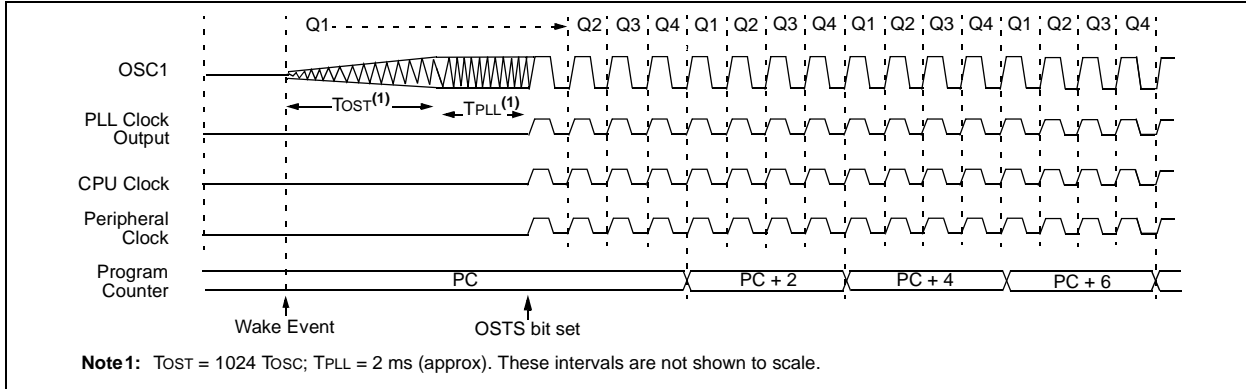 Q1 Q2 Q3 Q4 Q1 Q2 Q3 Q4 Q1 Q2 Q3 Q4 Q1 Q2 Q3 Q4
OSC1
TOST(1) TPLL(1)
PLL Clock
Output
CPU Clock
Peripheral
Clock
Program
Counter
PC PC + 2 PC + 4 PC + 6
Wake Event OSTS bit set
Note1: TOST = 1024 TOSC; TPLL = 2 ms (approx). These intervals are not shown to scale.